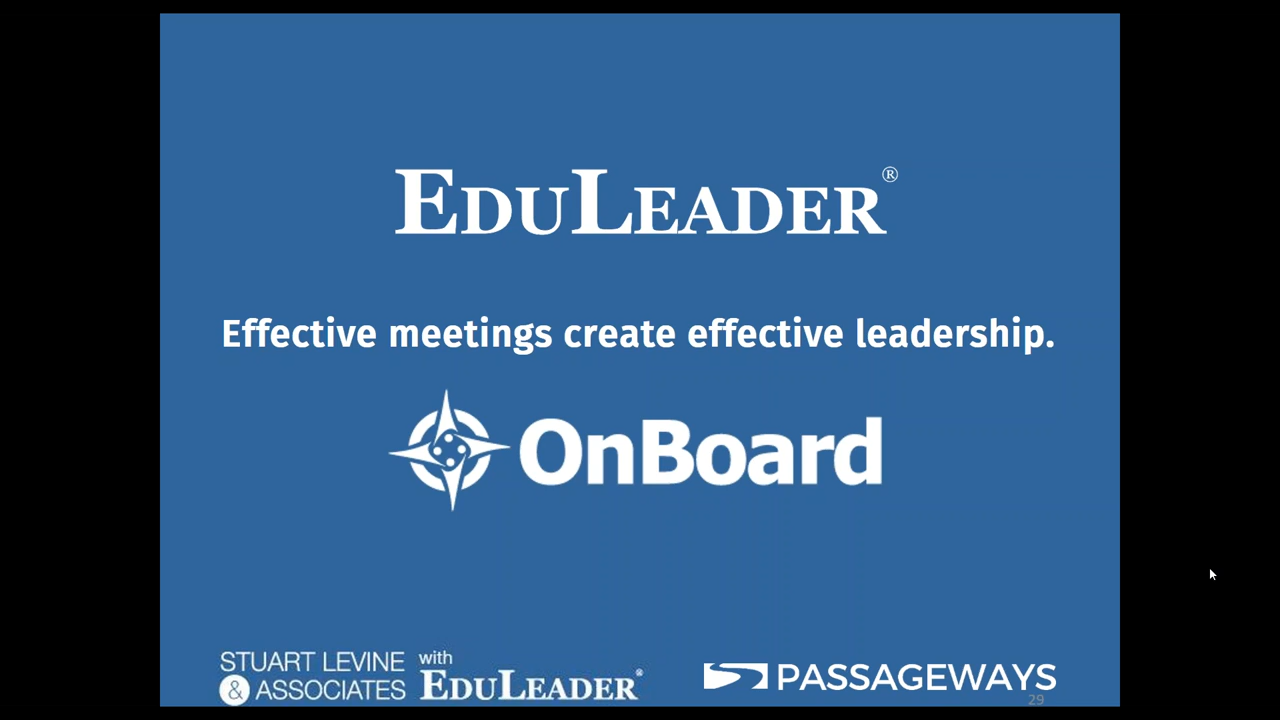 EDULEADER®
Effective meetings create effective leadership.
OnBoard
STUART LEVINE
& ASSOCIATES
with
EDULEADER®
PASSAGEWAYS
29